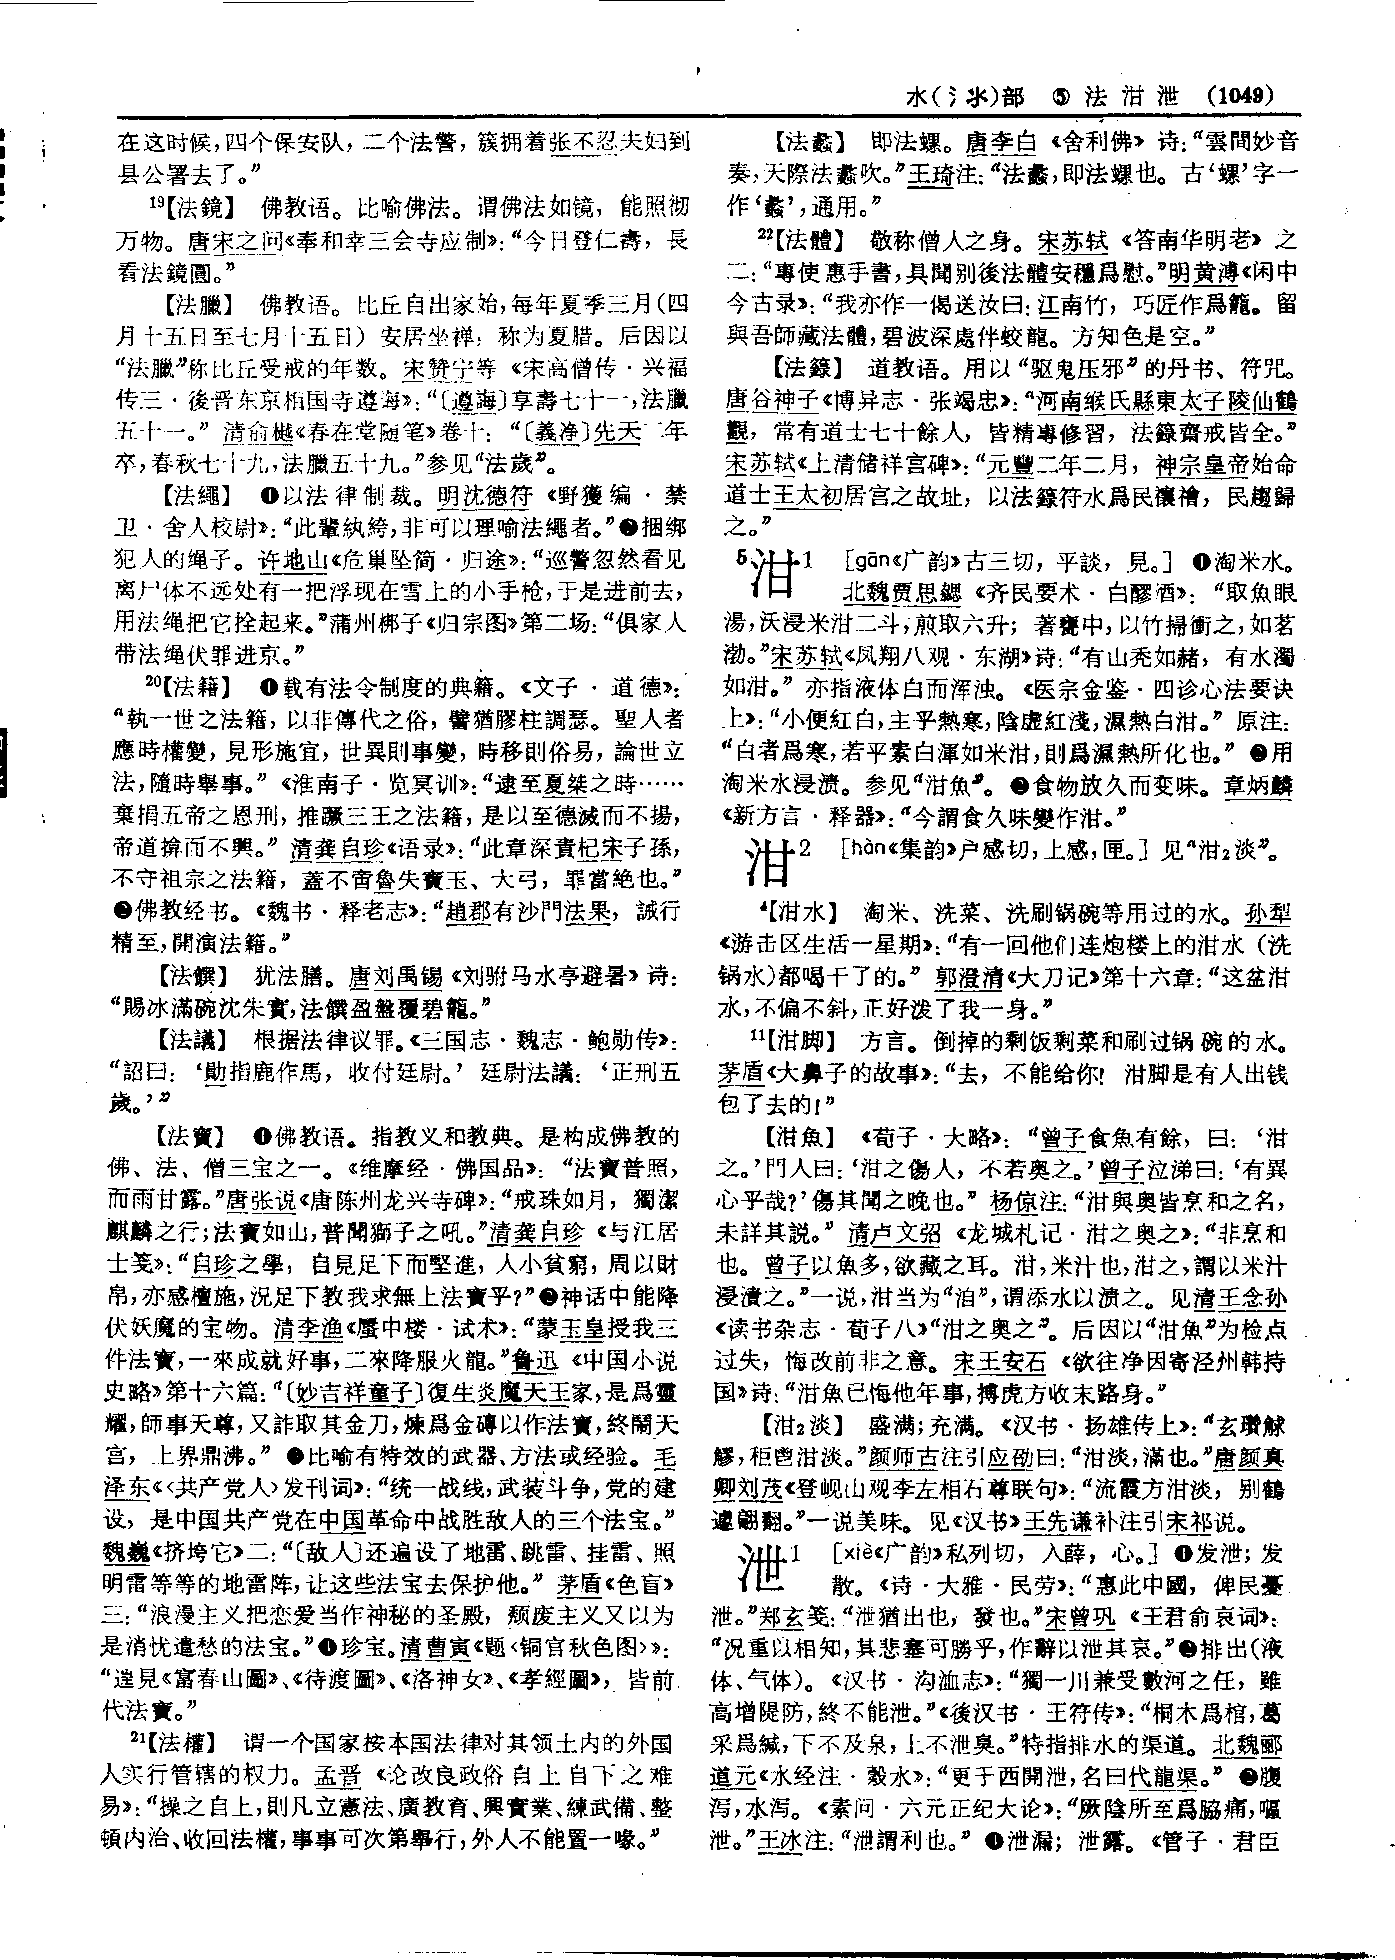 水(氵氺)部 ⑤ 法 泔 泄 (1049)
在这时候,四个保安队,二个法警,簇拥着张不忍夫妇到
县公署去了。”
19【法鏡】 佛教语。比喻佛法。谓佛法如镜,能照彻
万物。唐宋之问《奉和幸三会寺应制》:“今日登仁壽,長
看法鏡圓。”
【法臘】 佛教语。比丘自出家始,每年夏季三月(四
月十五日至七月十五日)安居坐禅,称为夏腊。后因以
“法臘”称比丘受戒的年数。宋赞宁等《宋高僧传·兴福
传三·後晋东京相国寺遵诲》:“〔遵誨〕享壽七十一,法臘
五十一。”清俞樾《春在堂随笔》卷十:“〔義净〕先天二年
卒,春秋七十九,法臘五十九。”参见“法歲”。
【法繩】 ❶以法律制裁。明沈德符《野獲编·禁
卫·舍人校尉》:“此輩紈絝,非可以理喻法繩者。”❷捆绑
犯人的绳子。许地山《危巢坠简·归途》:“巡警忽然看见
离尸体不远处有一把浮现在雪上的小手枪,于是进前去,
用法绳把它拴起来。”蒲州梆子《归宗图》第二场:“俱家人
带法绳伏罪进京。”
20【法籍】 ❶载有法令制度的典籍。《文子·道德》:
“執一世之法籍,以非傳代之俗,譬猶膠柱調瑟。聖人者
應時權變,見形施宜,世異則事變,時移則俗易,論世立
法,隨時舉事。”《淮南子·览冥训》:“逮至夏桀之時……
棄捐五帝之恩刑,推蹶三王之法籍,是以至德滅而不揚,
帝道揜而不興。”清龚自珍《语录》:“此章深責杞宋子孫,
不守祖宗之法籍,蓋不啻魯失寶玉、大弓,罪當絶也。”
❷佛教经书。《魏书·释老志》:“趙郡有沙門法果,誠行
精至,開演法籍。”
【法饌】 犹法膳。唐刘禹锡《刘驸马水亭避暑》诗:
“賜冰滿碗沈朱實,法饌盈盤覆碧籠。”
【法議】 根据法律议罪。《三国志·魏志·鲍勋传》:
“詔曰:‘勛指鹿作馬,收付廷尉。’廷尉法議:‘正刑五
歲。’”
【法寶】 ❶佛教语。指教义和教典。是构成佛教的
佛、法、僧三宝之一。《维摩经·佛国品》:“法寶普照,
而雨甘露。”唐张说《唐陈州龙兴寺碑》:“戒珠如月,獨潔
麒麟之行;法寶如山,普聞獅子之吼。”清龚自珍《与江居
士笺》:“自珍之學,自見足下而堅進,人小貧窮,周以財
帛,亦感檀施,況足下教我求無上法寶乎?”❷神话中能降
伏妖魔的宝物。清李渔《蜃中楼·试术》:“蒙玉皇授我三
件法寶,一來成就好事,二來降服火龍。”鲁迅《中国小说
史略》第十六篇:“〔妙吉祥童子〕復生炎魔天王家,是爲靈
耀,師事天尊,又詐取其金刀,煉爲金磚以作法寶,終鬧天
宫,上界鼎沸。” ❸比喻有特效的武器、方法或经验。毛
泽东《〈共产党人〉发刊词》:“统一战线,武装斗争,党的建
设,是中国共产党在中国革命中战胜敌人的三个法宝。”
魏巍《挤垮它》二:“〔敌人〕还遍设了地雷、跳雷、挂雷、照
明雷等等的地雷阵,让这些法宝去保护他。”茅盾《色盲》
三:“浪漫主义把恋爱当作神秘的圣殿,颓废主义又以为
是消忧遣愁的法宝。”❹珍宝。清曹寅《题〈铜官秋色图〉》:
“遑見《富春山圖》、《待渡圖》、《洛神女》、《孝經圖》,皆前
代法寶。”
21【法權】 谓一个国家按本国法律对其领土内的外国
人实行管辖的权力。孟晋《论改良政俗自上自下之难
易》:“操之自上,則凡立憲法、廣教育、興實業、練武備、整
頓内治、收回法權,事事可次第舉行,外人不能置一喙。”
【法蠡】 即法螺。唐李白《舍利佛》诗:“雲間妙音
奏,天際法蠡吹。”王琦注:“法蠡,即法螺也。古‘螺’字一
作‘蠡’,通用。”
22【法體】 敬称僧人之身。宋苏轼《答南华明老》之
二:“專使惠手書,具聞别後法體安穩爲慰。”明黄溥《闲中
今古录》:“我亦作一偈送汝曰:江南竹,巧匠作爲籠。留
與吾師藏法體,碧波深處伴蛟龍。方知色是空。”
【法籙】 道教语。用以“驱鬼压邪”的丹书、符咒。
唐谷神子《博异志·张竭忠》:“河南缑氏縣東太子陵仙鶴
觀,常有道士七十餘人,皆精專修習,法籙齋戒皆全。”
宋苏轼《上清储祥宫碑》:“元豐二年二月,神宗皇帝始命
道士王太初居宫之故址,以法籙符水爲民禳禬,民趨歸
之。”
5泔1 [gān《广韵》古三切,平談,見。] ❶淘米水。
北魏贾思勰《齐民要术·白醪酒》:“取魚眼
湯,沃浸米泔二斗,煎取六升;著甕中,以竹掃衝之,如茗
渤。”宋苏轼《凤翔八观·东湖》诗:“有山秃如赭,有水濁
如泔。”亦指液体白而浑浊。《医宗金鉴·四诊心法要诀
上》:“小便紅白,主乎熱寒,陰虚紅淺,濕熱白泔。”原注:
“白者爲寒,若平素白渾如米泔,則爲濕熱所化也。” ❷用
淘米水浸渍。参见“泔魚”。❸食物放久而变味。章炳麟
《新方言·释器》:“今謂食久味變作泔。”
泔2 [hàn《集韵》户感切,上感,匣。] 见“泔2淡”。
4【泔水】 淘米、洗菜、洗刷锅碗等用过的水。孙犁
《游击区生活一星期》:“有一回他们连炮楼上的泔水(洗
锅水)都喝干了的。”郭澄清《大刀记》第十六章:“这盆泔
水,不偏不斜,正好泼了我一身。”
11【泔脚】 方言。倒掉的剩饭剩菜和刷过锅碗的水。
茅盾《大鼻子的故事》:“去,不能给你!泔脚是有人出钱
包了去的!”
【泔魚】 《荀子·大略》:“曾子食魚有餘,曰:‘泔
之。’門人曰:‘泔之傷人,不若奥之。’曾子泣涕曰:‘有異
心乎哉?’傷其聞之晚也。”杨倞注:“泔與奥皆烹和之名,
未詳其説。”清卢文弨《龙城札记·泔之奥之》:“非烹和
也。曾子以魚多,欲藏之耳。泔,米汁也,泔之,謂以米汁
浸漬之。”一说,泔当为“洎”,谓添水以渍之。见清王念孙
《读书杂志·荀子八》“泔之奥之”。后因以“泔魚”为检点
过失,悔改前非之意。宋王安石《欲往净因寄泾州韩持
国》诗:“泔魚已悔他年事,搏虎方收末路身。”
【泔2淡】 盛满;充满。《汉书·扬雄传上》:“玄瓚觩
䚧,秬鬯泔淡。”颜师古注引应劭曰:“泔淡,滿也。”唐颜真
卿刘茂《登岘山观李左相石尊联句》:“流霞方泔淡,别鶴
遽翩翻。”一说美味。见《汉书》王先谦补注引宋祁说。
泄1 [xiè《广韵》私列切,入薛,心。] ❶发泄;发
散。《诗·大雅·民劳》:“惠此中國,俾民憂
泄。”郑玄笺:“泄猶出也,發也。”宋曾巩《王君俞哀词》:
“況重以相知,其悲塞可勝乎,作辭以泄其哀。”❷排出(液
体、气体)。《汉书·沟洫志》:“獨一川兼受數河之任,雖
高增隄防,終不能泄。”《後汉书·王符传》:“桐木爲棺,葛
采爲緘,下不及泉,上不泄臭。”特指排水的渠道。北魏郦
道元《水经注·穀水》:“更于西開泄,名曰代龍渠。” ❸腹
泻,水泻。《素问·六元正纪大论》:“厥陰所至爲脇痛,嘔
泄。”王冰注:“泄謂利也。” ❹泄漏;泄露。《管子·君臣